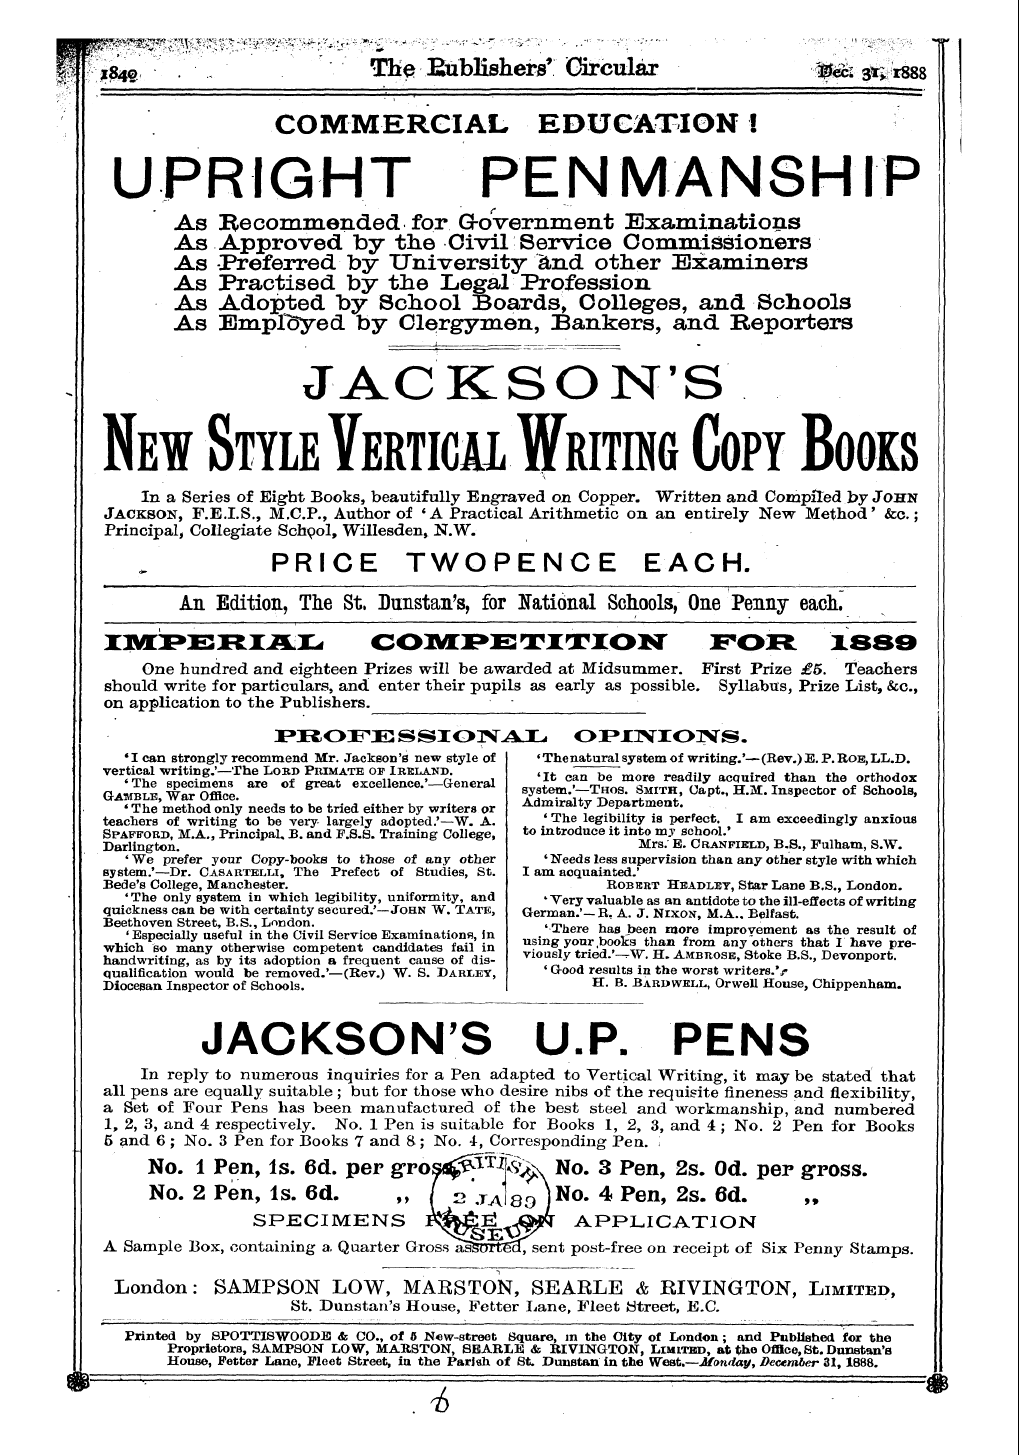 1840 The Publishers' Circular Dec. 31, 1888
COMMERCIAL EDUCATION!
UPRIGHT PENMANSHIP
As Recommended for Government Examinations
As Approved by the Civil Service Commissioners
As Preferred by University and other Examiners
As Practised by the Legal Profession
As Adopted by School Boards, Colleges, and Schools
As Employed by Clergymen, Bankers, and Reporters
JACKSON'S
NEW STYLE VERTICAL WRITING COPY BOOKS
In a Series of Eight Books, beautifully Engraved on Copper. Written and Compiled by JOHN
JACKSON, F.E.I.S., M.C.P., Author of 'A Practical Arithmetic on an entirely New Method' &c.;
Principal, Collegiate School, Willesden, N.W.
PRICE TWOPENCE EACH.
An Edition, The St. Dunstan's, for National Schools, One Penny each.
IMPERIAL COMPETITION FOR 1889
One hundred and eighteen Prizes will be awarded at Midsummer. First Prize £5. Teachers
should write for particulars, and enter their pupils as early as possible. Syllabus, Prize List, &c.,
on application to the Publishers.
PROFESSIONAL OPINIONS.
'I can strongly recommend Mr. Jackson's new style of
vertical writing.'—The LORD PRIMATE OF IRELAND.
'The specimens are of great excellence.'—General
GAMBLE, War Office.
'The method only needs to be tried either by writers or
teachers of writing to be very largely adopted.'—W. A.
SPAFFORD, M.A., Principal, B. and F.S.S. Training College,
Darlington.
'We prefer your Copy-books to those of any other
system.'—Dr. CASARTELLI, The Prefect of Studies, St.
Bede's College, Manchester.
'The only system in which legibility, uniformity, and
quickness can be with certainty secured.'—JOHN W. TATE,
Beethoven Street, B.S., London.
'Especially useful in the Civil Service Examinations, in
which so many otherwise competent candidates fail in
handwriting, as by its adoption a frequent cause of dis-
qualification would be removed.'—(Rev.) W. S. DARLEY,
Diocesan Inspector of Schools.
'The natural system of writing.'—(Rev.) E. P. ROE, LL.D.
'It can be more readily acquired than the orthodox
system.'—THOS. SMITH, Capt., H.M. Inspector of Schools,
Admiralty Department.
'The legibility is perfect. I am exceedingly anxious
to introduce it into my school.'
Mrs. E. CRANFIELD, B.S., Fulham, S.W.
'Needs less supervision than any other style with which
I am acquainted.'
ROBERT HEADLEY, Star Lane B.S., London.
'Very valuable as an antidote to the ill-effects of writing
German.'—R. A. J. NIXON, M.A., Belfast.
'There has been more improvement as the result of
using your books than from any others that I have pre-
viously tried.'—W. H. AMBROSE, Stoke B.S., Devonport.
'Good results in the worst writers.'
H. B. BARDWELL, Orwell House, Chippenham.
JACKSON'S U.P. PENS
In reply to numerous inquiries for a Pen adapted to Vertical Writing, it may be stated that
all pens are equally suitable; but for those who desire nibs of the requisite fineness and flexibility,
a Set of Four Pens has been manufactured of the best steel and workmanship, and numbered
1, 2, 3, and 4 respectively. No. 1 Pen is suitable for Books 1, 2, 3, and 4; No. 2 Pen for Books
5 and 6; No. 3 Pen for Books 7 and 8; No. 4, Corresponding Pen.
No. 1 Pen, 1s. 6d. per gross. No. 3 Pen, 2s. 0d. per gross.
No. 2 Pen, 1s. 6d. ,, No. 4 Pen, 2s. 6d. ,,
BRITISH
2 JA 89
MUSEUM
SPECIMENS FREE ON APPLICATION
A Sample Box, containing a Quarter Gross assorted, sent post-free on receipt of Six Penny Stamps.
London: SAMPSON LOW, MARSTON, SEARLE & RIVINGTON, LIMITED,
St. Dunstan's House, Fetter Lane, Fleet Street, E.C.
Printed by SPOTTISWOODE & CO., of 5 New-street Square, in the City of London; and Published for the
Proprietors, SAMPSON LOW, MARSTON, SEARLE & RIVINGTON, LIMITED, at the Office, St. Dunstan's
House, Fetter Lane, Fleet Street, in the Parish of St. Dunstan in the West.—Monday, December 31, 1888.